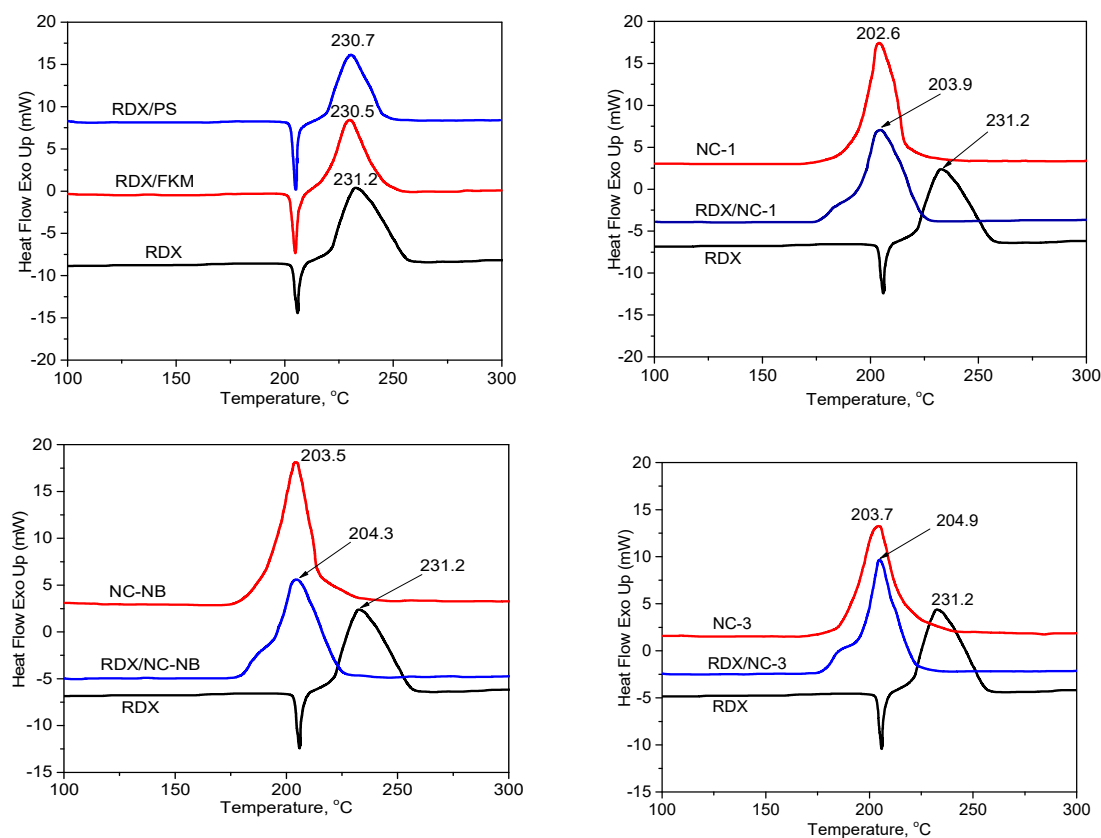 20
15
10
5
0
-5
-10
-15
-20
Heat Flow Exo Up (mW)
230.7
RDX/PS
230.5
RDX/FKM
231.2
RDX
100 150 200 250 300
Temperature, °C
20
15
10
5
0
-5
-10
-15
-20
Heat Flow Exo Up (mW)
202.6
203.9
231.2
NC-1
RDX/NC-1
RDX
100 150 200 250 300
Temperature, °C
20
15
10
5
0
-5
-10
-15
Heat Flow Exo Up (mW)
203.5
204.3
231.2
NC-NB
RDX/NC-NB
RDX
100 150 200 250 300
Temperature, °C
20
15
10
5
0
-5
-10
-15
Heat Flow Exo Up (mW)
203.7
204.9
231.2
NC-3
RDX/NC-3
RDX
100 150 200 250 300
Temperature, °C